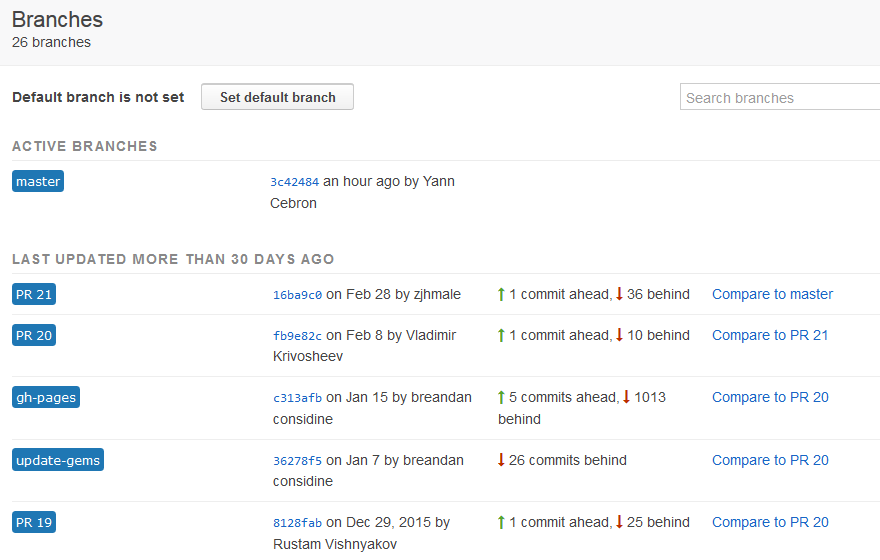 Branches
26 branches
Default branch is not set Set default branch Search branches
ACTIVE BRANCHES
master 3c42484 an hour ago by Yann
Cebron
LAST UPDATED MORE THAN 30 DAYS AGO
PR 21 16ba9c0 on Feb 28 by zjhmale ↑ 1 commit ahead, ↓ 36 behind Compare to master
PR 20 fb9e82c on Feb 8 by Vladimir ↑ 1 commit ahead, ↓ 10 behind Compare to PR 21
Krivosheev
gh-pages c313afb on Jan 15 by breandan ↑ 5 commits ahead, ↓ 1013 Compare to PR 20
considine behind
update-gems 36278f5 on Jan 7 by breandan ↓ 26 commits behind Compare to PR 20
considine
PR 19 8128fab on Dec 29, 2015 by ↑ 1 commit ahead, ↓ 25 behind Compare to PR 20
Rustam Vishnyakov